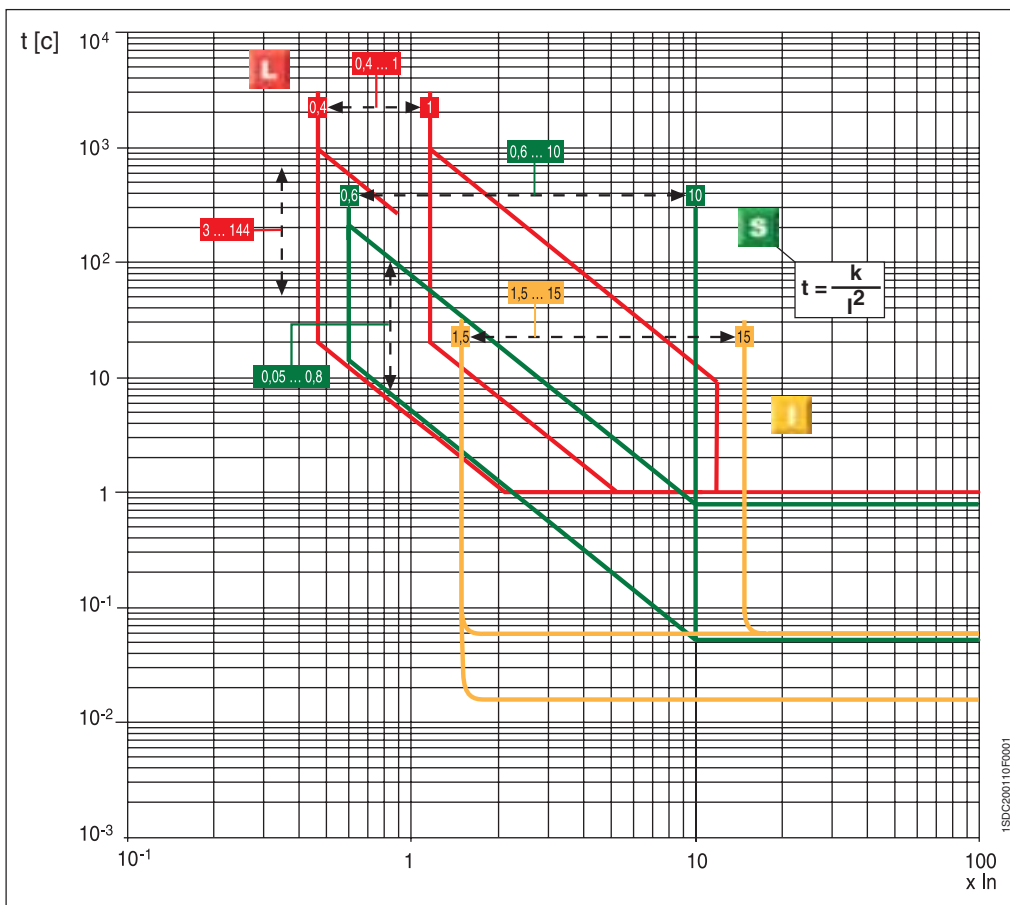 t [c]
10⁴
L
0,4 ... 1
0,4
1
10³
0,6 ... 10
0,6
10
S
3 ... 144
t = k / I²
10²
1,5 ... 15
1,5
15
0,05 ... 0,8
10
I
1
10⁻¹
10⁻²
10⁻³
10⁻¹
1
10
100
x In
1SDC200110F0001